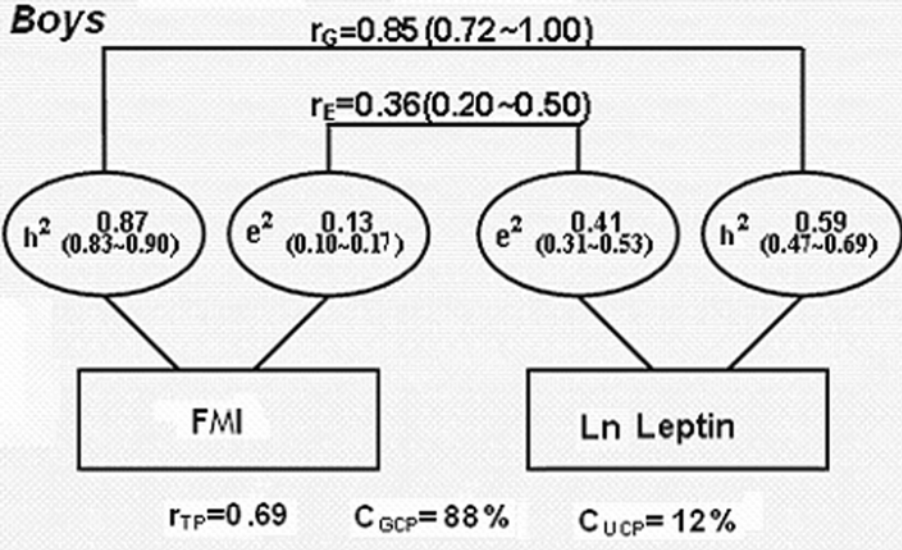 Boys
rG=0.85 (0.72~1.00)
rE=0.36(0.20~0.50)
h² 0.87 (0.83~0.90)
e² 0.13 (0.10~0.17)
e² 0.41 (0.31~0.53)
h² 0.59 (0.47~0.69)
FMI
Ln Leptin
rTP=0.69 CGCP=88% CUCP=12%